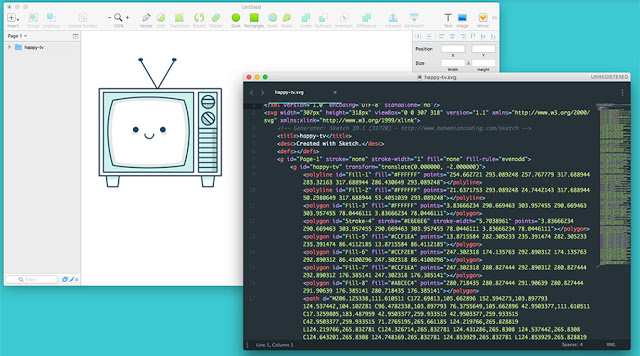 Untitled
Insert Group Ungroup Create Symbol 126% Edit Transform Rotate Flatten Mask Scale Union Subtract Intersect Difference Forward Backward Text Image Mirror
Page 1
happy-tv
Position
X Y
Size
Width Height
Filter
happy-tv.svg
UNREGISTERED
happy-tv.svg
<?xml version="1.0" encoding="UTF-8" standalone="no"?>
<svg width="307px" height="318px" viewBox="0 0 307 318" version="1.1" xmlns="http://www.w3.org/2000/
svg" xmlns:xlink="http://www.w3.org/1999/xlink">
<!-- Generator: Sketch 39.1 (31720) - http://www.bohemiancoding.com/sketch -->
<title>happy-tv</title>
<desc>Created with Sketch.</desc>
<defs></defs>
<g id="Page-1" stroke="none" stroke-width="1" fill="none" fill-rule="evenodd">
<g id="happy-tv" transform="translate(0.000000, -2.000000)">
<polyline id="Fill-1" fill="#FFFFFF" points="254.662721 293.089248 257.767779 317.688944
283.32163 317.688944 286.430649 293.089248"></polyline>
<polyline id="Fill-2" fill="#FFFFFF" points="21.6371753 293.089248 24.7442143 317.688944
50.2980649 317.688944 53.4051039 293.089248"></polyline>
<polygon id="Fill-3" fill="#FFFFFF" points="3.83666234 290.669463 303.957455 290.669463
303.957455 78.0446111 3.83666234 78.0446111"></polygon>
<polygon id="Stroke-4" stroke="#E6E6E6" stroke-width="5.7038961" points="3.83666234
290.669463 303.957455 290.669463 303.957455 78.0446111 3.83666234 78.0446111"></
polygon>
<polygon id="Fill-5" fill="#CCF1EA" points="13.8715584 282.305233 235.391474 282.305233
235.391474 86.4112185 13.8715584 86.4112185"></polygon>
<polygon id="Fill-6" fill="#CCF2EB" points="247.302318 174.135763 292.890312 174.135763
292.890312 86.4100296 247.302318 86.4100296"></polygon>
<polygon id="Fill-7" fill="#CCF1EA" points="247.302318 280.827444 292.890312 280.827444
292.890312 176.385141 247.302318 176.385141"></polygon>
<polygon id="Fill-8" fill="#ABCEC4" points="280.718435 280.827444 291.90639 280.827444
291.90639 176.385141 280.718435 176.385141"></polygon>
<path d="M206.125338,111.610511 C172.69813,105.662896 152.594273,103.897793
124.537442,104.102281 C96.4782338,103.897793 76.3755649,105.662896 42.9503377,111.610511
C17.3259805,183.487959 42.9503377,259.933515 42.9503377,259.933515
C42.9503377,259.933515 71.2765195,265.661185 124.219766,265.828819
L124.219766,265.832781 C124.326714,265.832781 124.431286,265.8308 124.537442,265.8308
C124.643201,265.8308 124.748169,265.832781 124.853929,265.832781 L124.853929,265.828819
Line 1, Column 1
Spaces: 4
XML